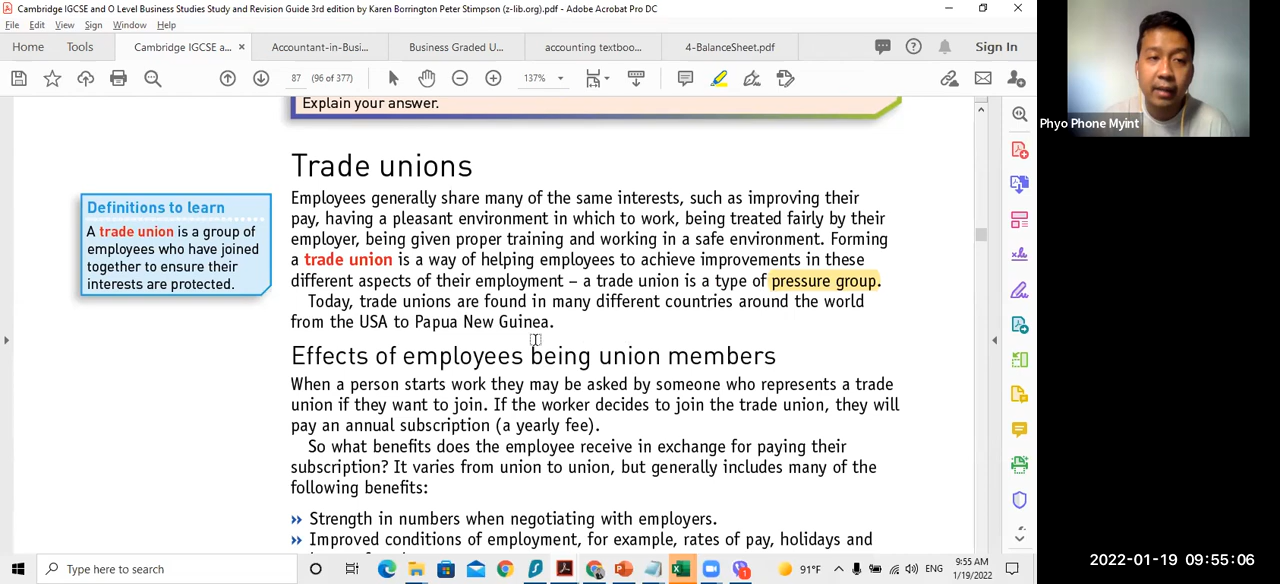 Cambridge IGCSE and O Level Business Studies Study and Revision Guide 3rd edition by Karen Borrington Peter Stimpson (z-lib.org).pdf - Adobe Acrobat Pro DC
File Edit View Sign Window Help
Home Tools Cambridge IGCSE a... Accountant-in-Busi... Business Graded U... accounting textboo... 4-BalanceSheet.pdf Sign In
87 (96 of 377) 137%
Phyo Phone Myint
Explain your answer.
Trade unions
Definitions to learn
A trade union is a group of
employees who have joined
together to ensure their
interests are protected.
Employees generally share many of the same interests, such as improving their
pay, having a pleasant environment in which to work, being treated fairly by their
employer, being given proper training and working in a safe environment. Forming
a trade union is a way of helping employees to achieve improvements in these
different aspects of their employment – a trade union is a type of pressure group.
Today, trade unions are found in many different countries around the world
from the USA to Papua New Guinea.
Effects of employees being union members
When a person starts work they may be asked by someone who represents a trade
union if they want to join. If the worker decides to join the trade union, they will
pay an annual subscription (a yearly fee).
So what benefits does the employee receive in exchange for paying their
subscription? It varies from union to union, but generally includes many of the
following benefits:
» Strength in numbers when negotiating with employers.
» Improved conditions of employment, for example, rates of pay, holidays and
Type here to search
91°F ENG 9:55 AM
1/19/2022
2022-01-19 09:55:06